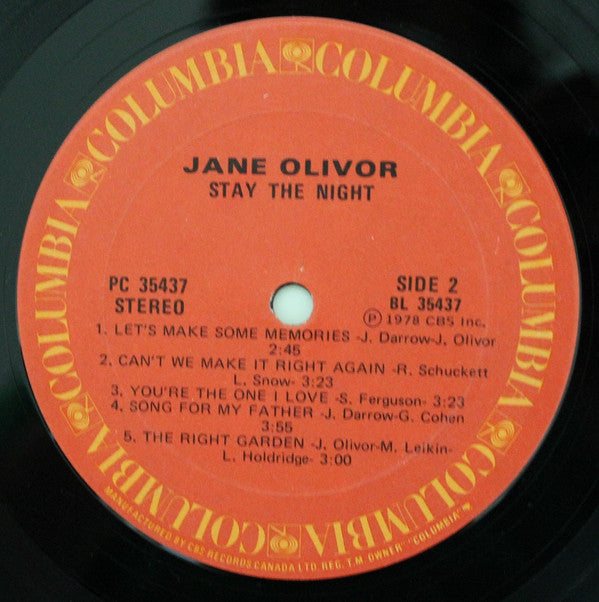 COLUMBIA COLUMBIA COLUMBIA COLUMBIA COLUMBIA COLUMBIA COLUMBIA COLUMBIA
JANE OLIVOR
STAY THE NIGHT
PC 35437
STEREO
SIDE 2
BL 35437
Ⓟ 1978 CBS Inc.
1. LET'S MAKE SOME MEMORIES -J. Darrow-J. Olivor
2:45
2. CAN'T WE MAKE IT RIGHT AGAIN -R. Schuckett
L. Snow- 3:23
3. YOU'RE THE ONE I LOVE -S. Ferguson- 3:23
4. SONG FOR MY FATHER -J. Darrow-G. Cohen
3:55
5. THE RIGHT GARDEN -J. Olivor-M. Leikin-
L. Holdridge- 3:00
MANUFACTURED BY CBS RECORDS CANADA LTD. REG. T.M. OWNER "COLUMBIA"